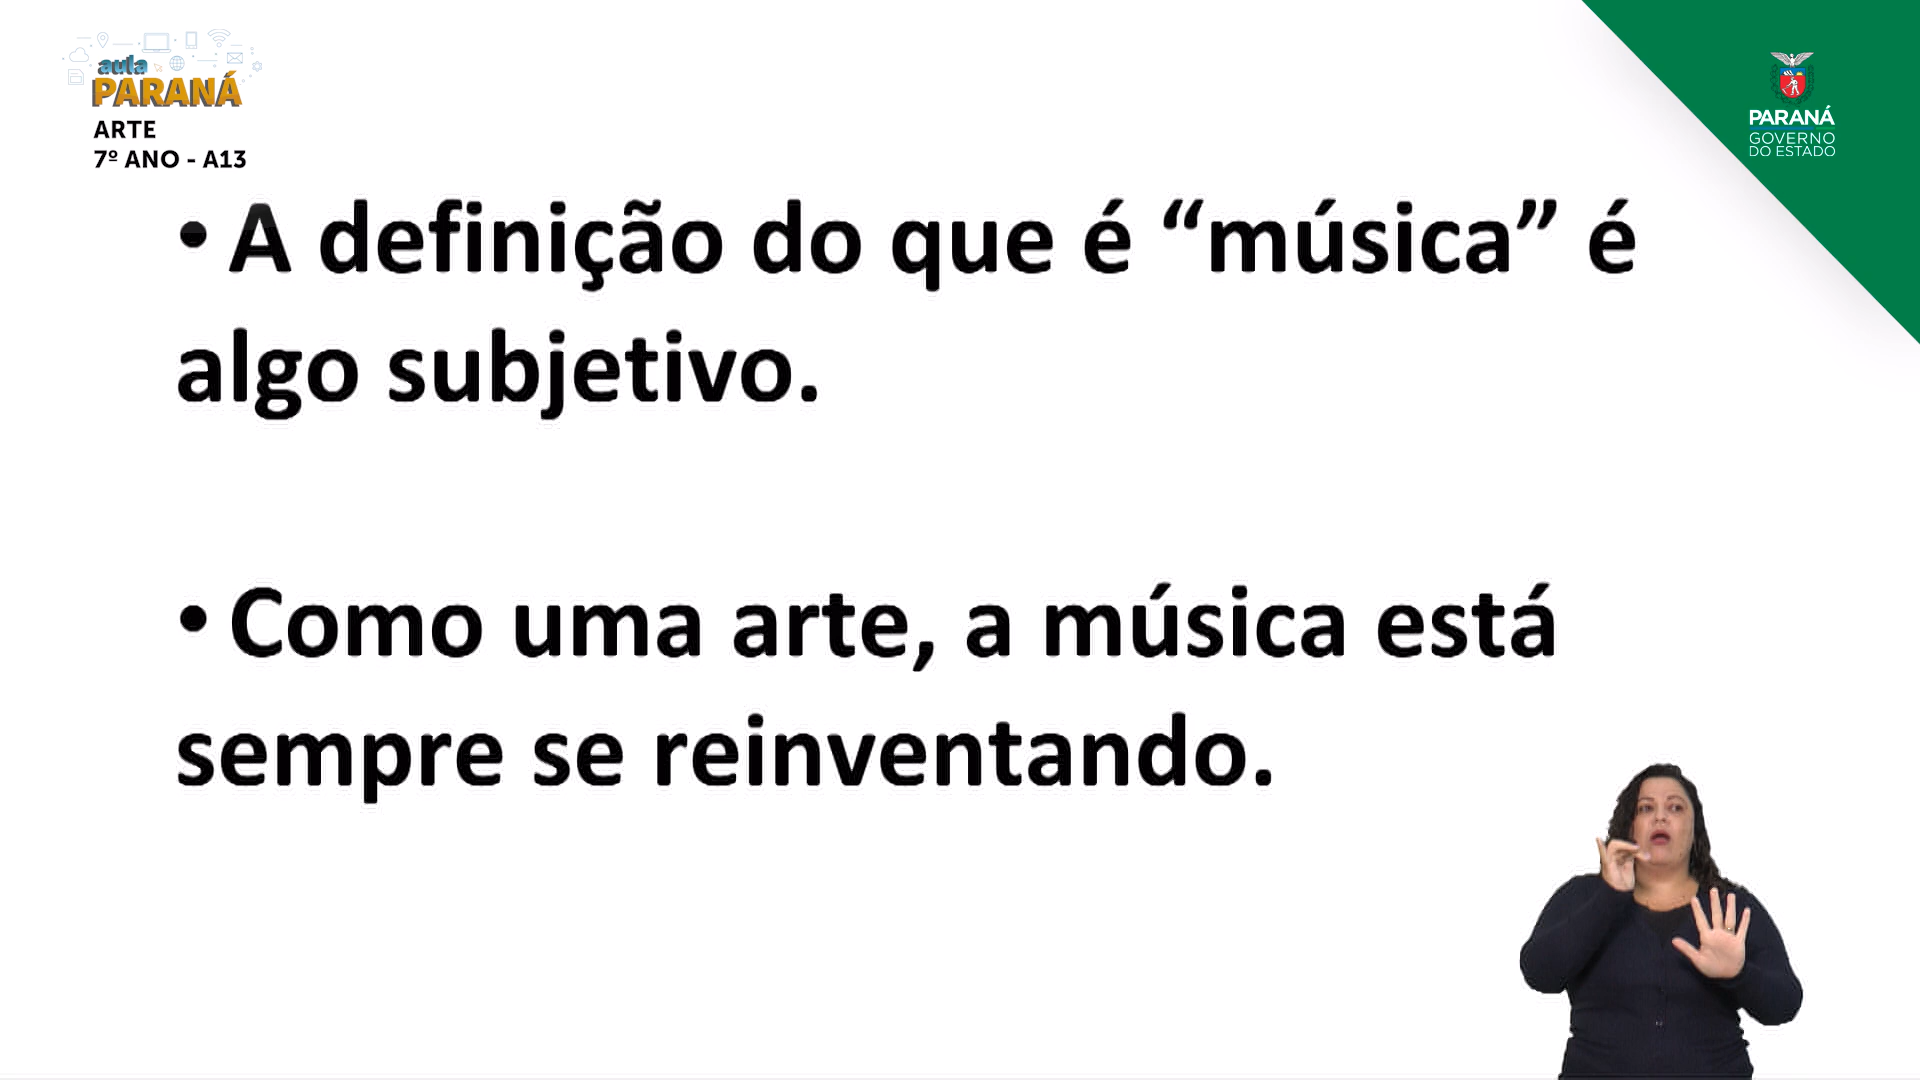 aula
PARANÁ
ARTE
7º ANO - A13
PARANÁ
GOVERNO
DO ESTADO
• A definição do que é “música” é
algo subjetivo.
• Como uma arte, a música está
sempre se reinventando.